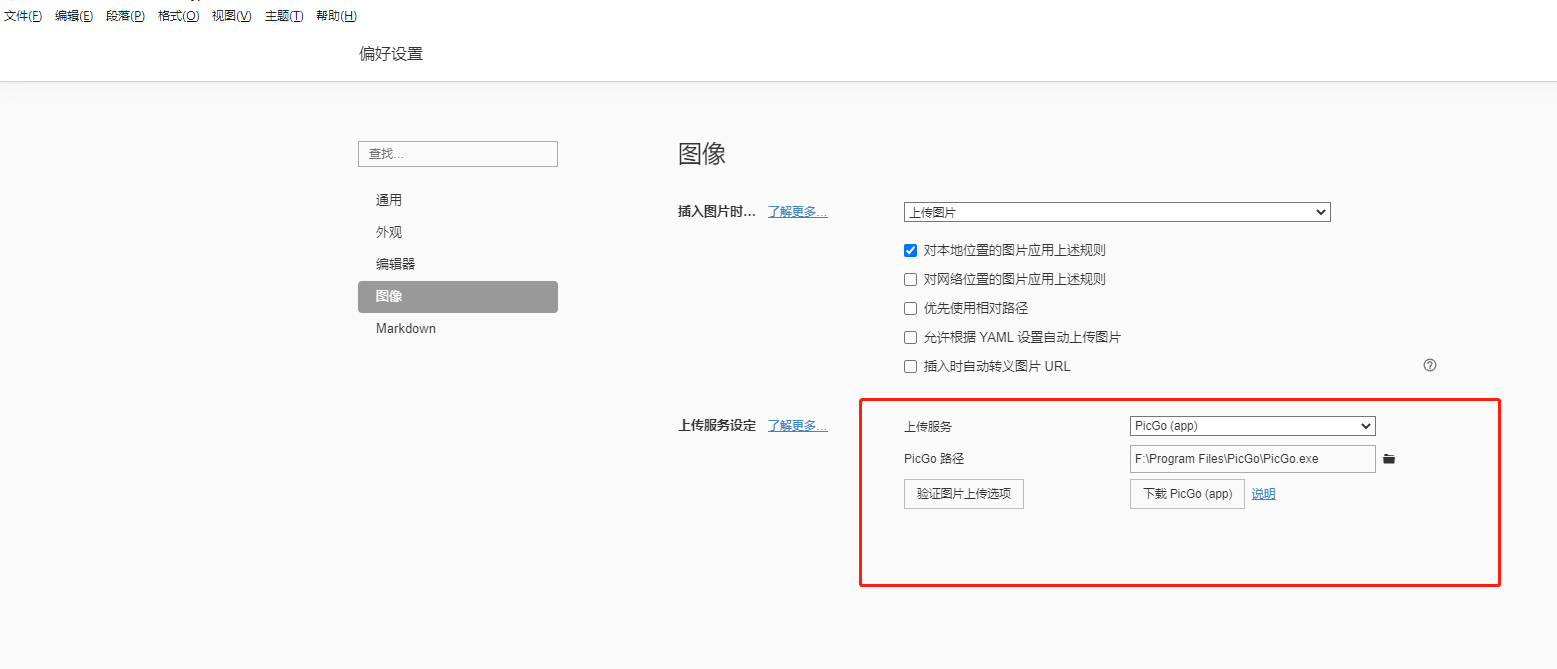 文件(F) 编辑(E) 段落(P) 格式(O) 视图(V) 主题(T) 帮助(H)
偏好设置
查找...
通用
外观
编辑器
图像
Markdown
图像
插入图片时... 了解更多... 上传图片
对本地位置的图片应用上述规则
对网络位置的图片应用上述规则
优先使用相对路径
允许根据 YAML 设置自动上传图片
插入时自动转义图片 URL
上传服务设定 了解更多... 上传服务 PicGo (app)
PicGo 路径 F:\Program Files\PicGo\PicGo.exe
验证图片上传选项 下载 PicGo (app) 说明